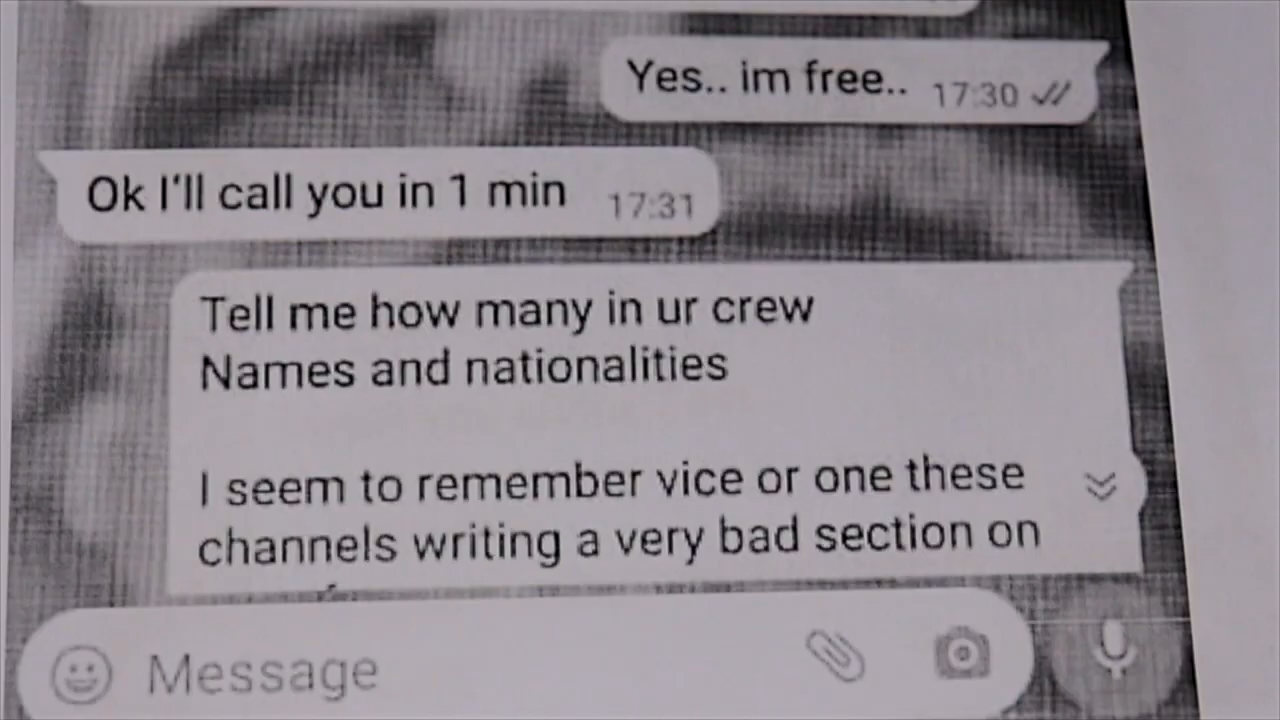 Yes.. im free.. 17:30
Ok I'll call you in 1 min 17:31
Tell me how many in ur crew
Names and nationalities
I seem to remember vice or one these
channels writing a very bad section on
Message